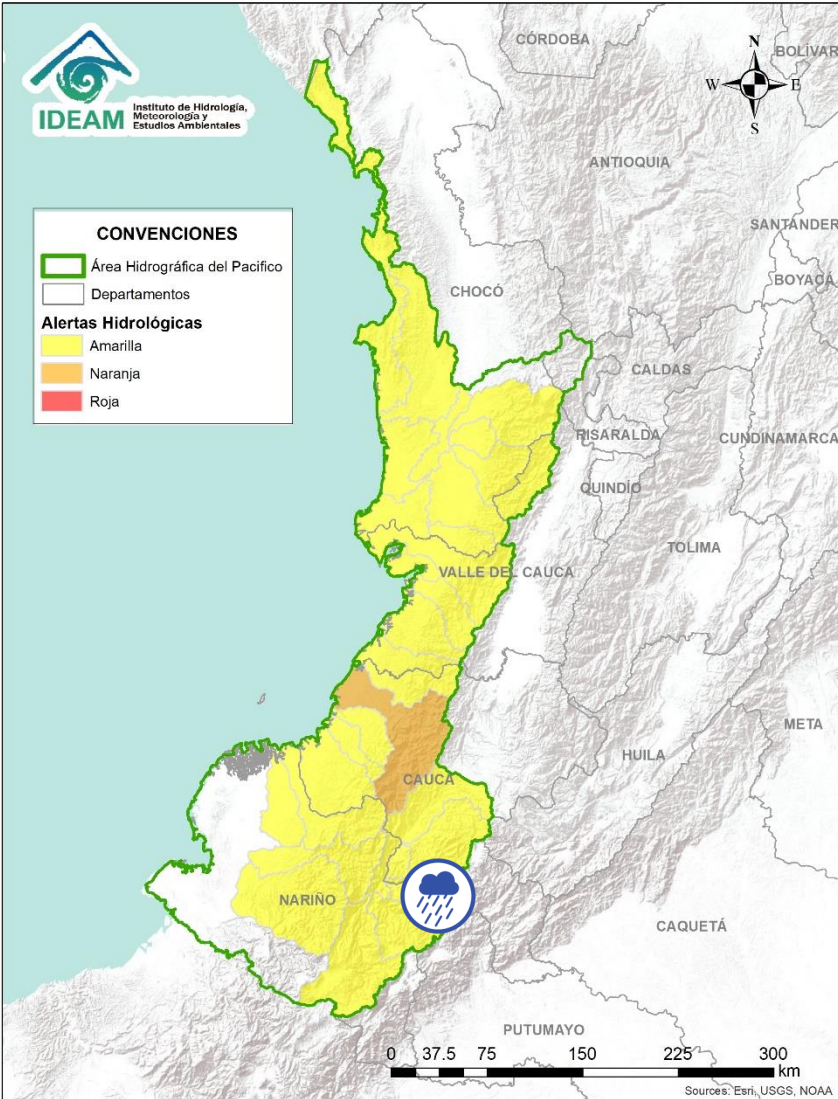 IDEAM
Instituto de Hidrología,
Meteorología y
Estudios Ambientales
N
W
E
S
CÓRDOBA
BOLÍVAR
ANTIOQUIA
SANTANDER
BOYACÁ
CHOCÓ
CONVENCIONES
Área Hidrográfica del Pacifico
Departamentos
Alertas Hidrológicas
Amarilla
Naranja
Roja
CALDAS
RISARALDA
CUNDINAMARCA
QUINDÍO
TOLIMA
VALLE DEL CAUCA
META
HUILA
CAUCA
NARIÑO
CAQUETÁ
PUTUMAYO
0 37.5 75 150 225 300
km
Sources: Esri, USGS, NOAA